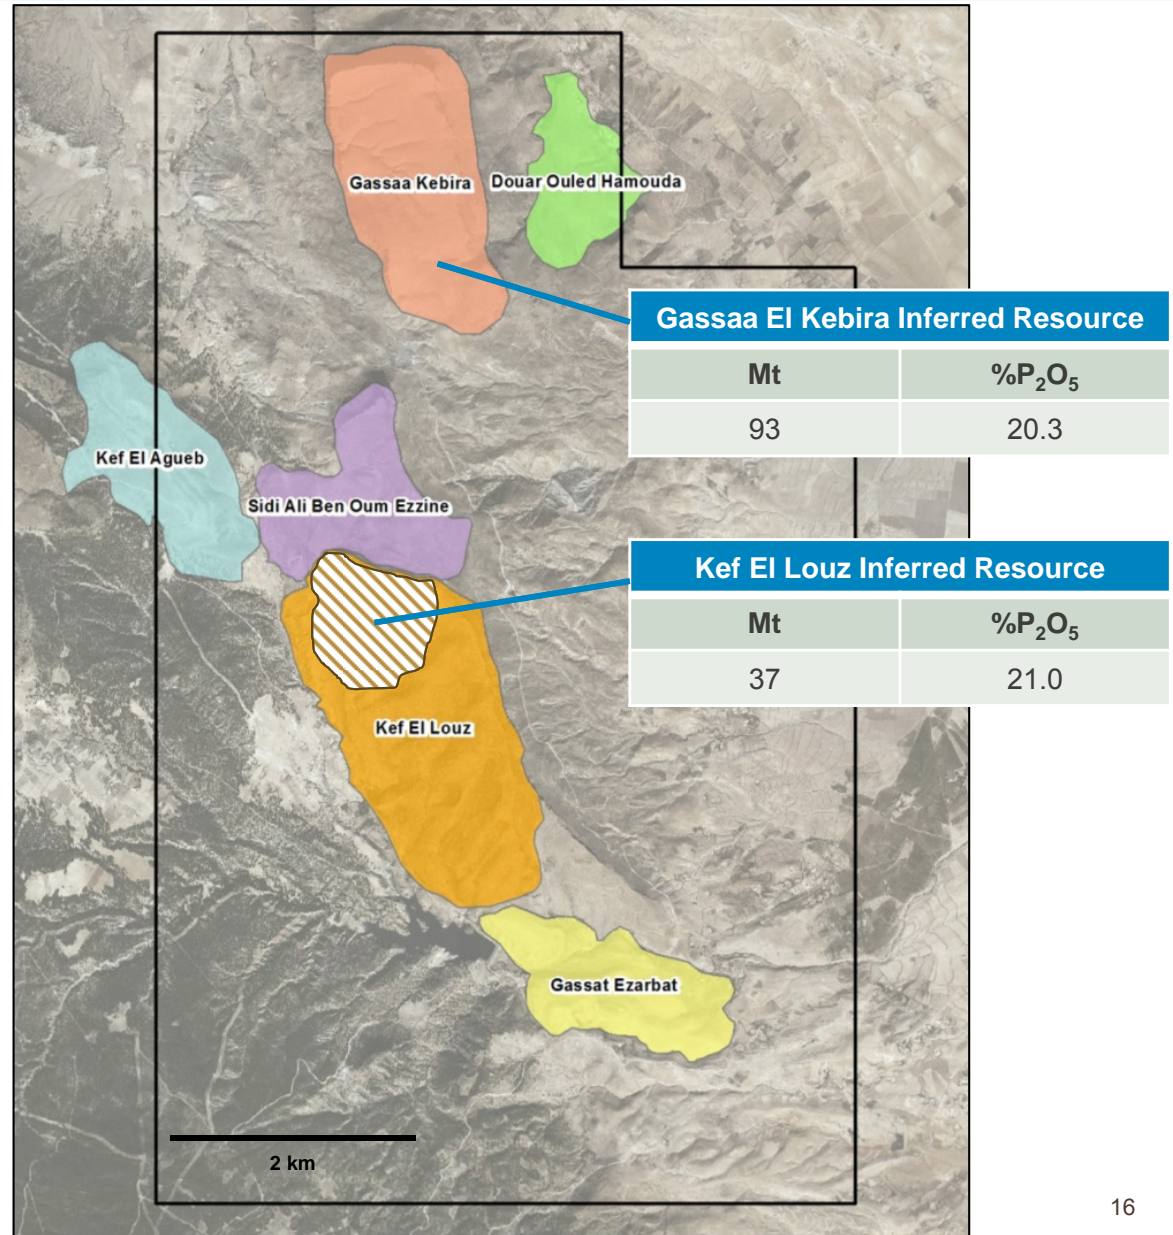 Gassaa Kebira
Douar Ouled Hamouda
Gassaa El Kebira Inferred Resource
Mt %P₂O₅
93 20.3
Kef El Agueb
Sidi Ali Ben Oum Ezzine
Kef El Louz Inferred Resource
Mt %P₂O₅
37 21.0
Kef El Louz
Gassat Ezarbat
2 km
16